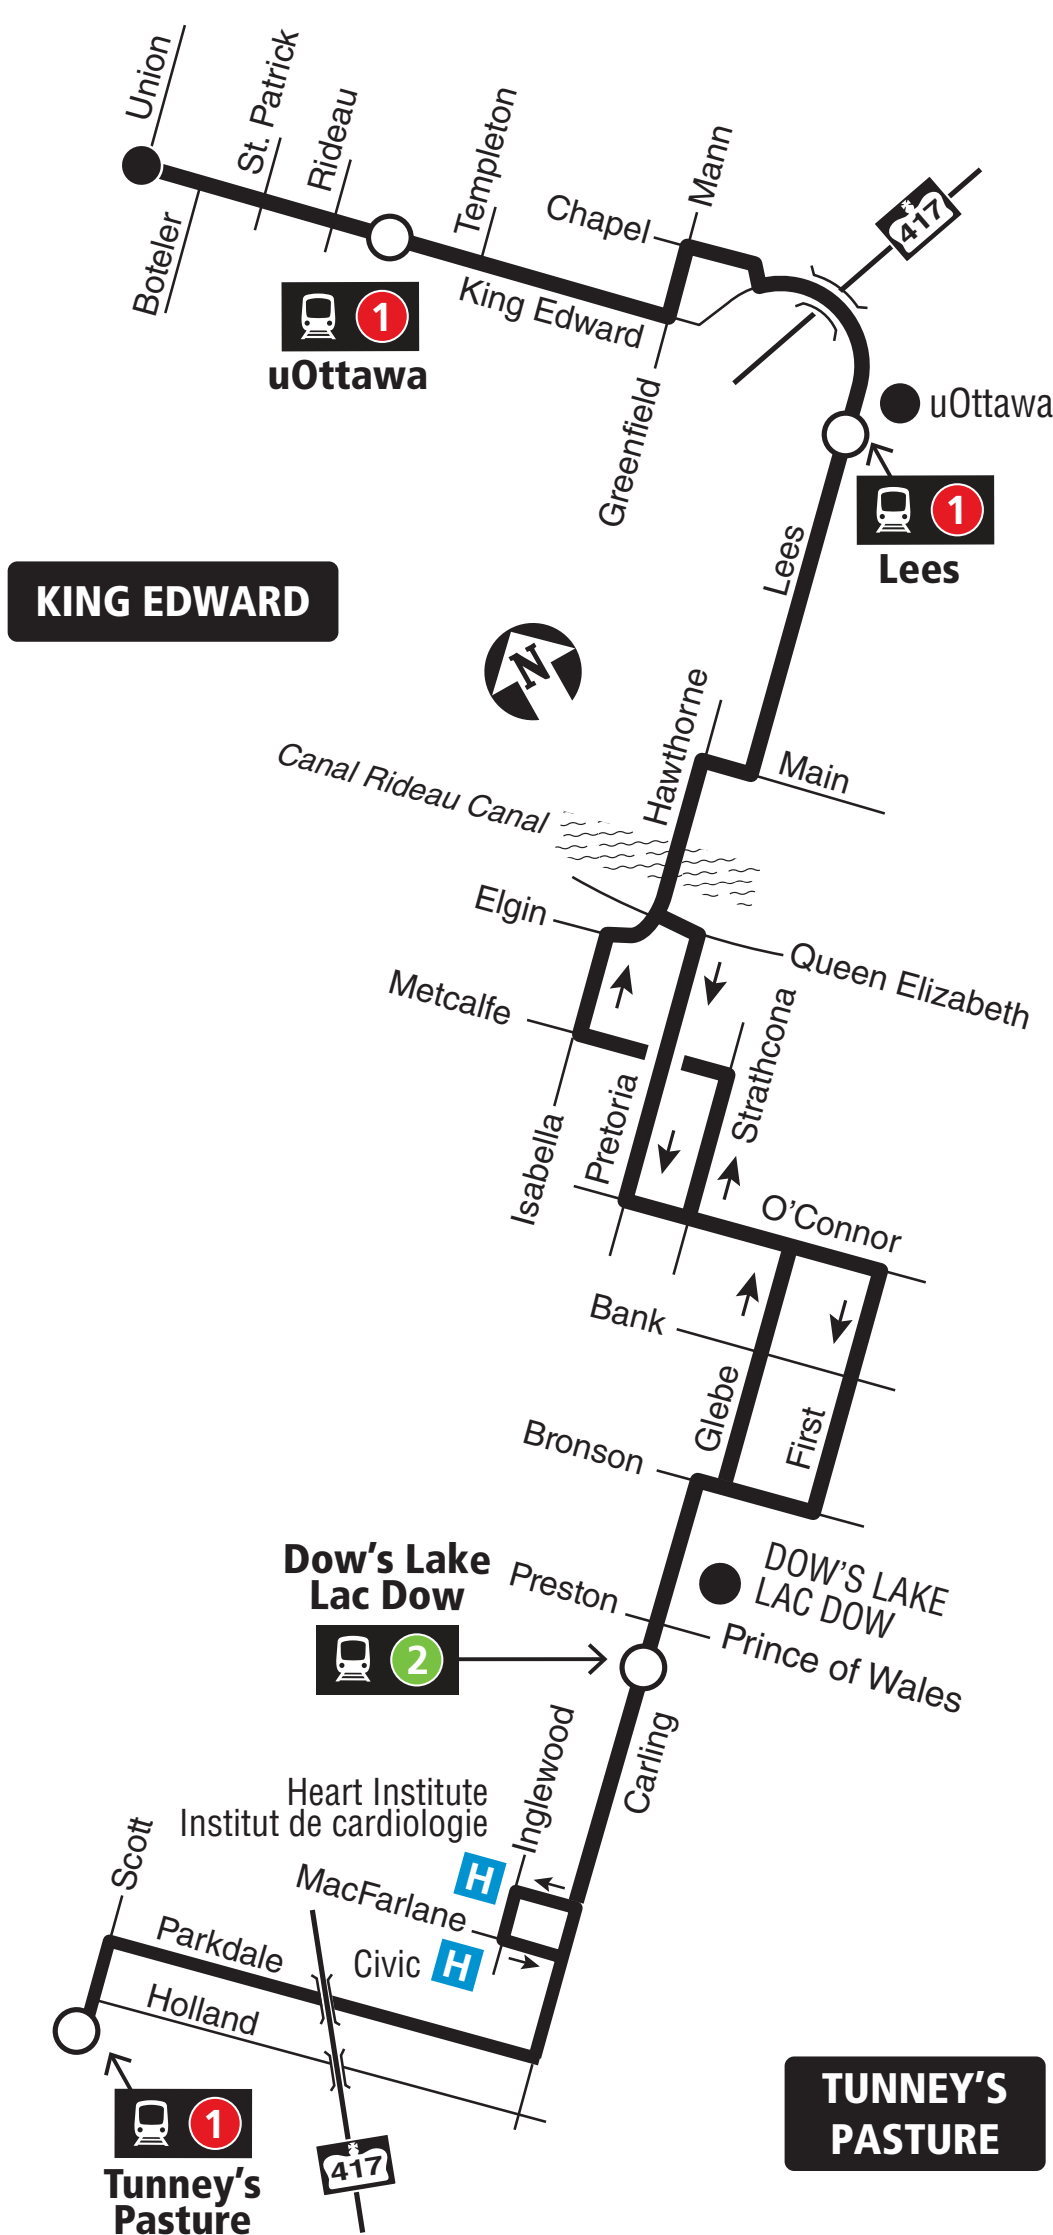 Union
St. Patrick
Rideau
Templeton
Mann
Chapel
417
Boteler
King Edward
1
uOttawa
Greenfield
uOttawa
1
Lees
Lees
KING EDWARD
N
Hawthorne
Main
Canal Rideau Canal
Elgin
Queen Elizabeth
Metcalfe
Strathcona
Pretoria
Isabella
O'Connor
Bank
Glebe
First
Bronson
Dow's Lake
Lac Dow
2
Preston
DOW'S LAKE
LAC DOW
Prince of Wales
Carling
Inglewood
Heart Institute
Institut de cardiologie
H
MacFarlane
Civic H
Scott
Parkdale
Holland
1
Tunney's
Pasture
417
TUNNEY'S
PASTURE